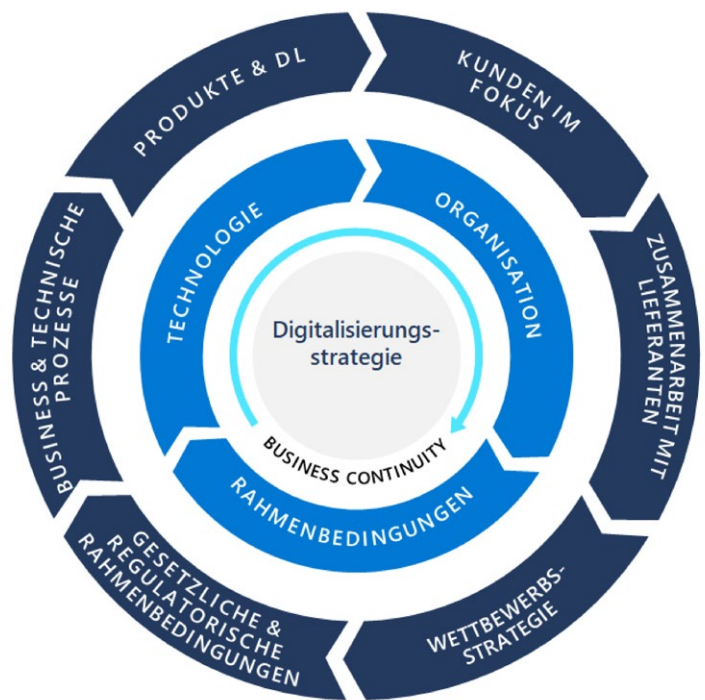 PRODUKTE & DL
KUNDEN IM
FOKUS
ZUSAMMENARBEIT MIT
LIEFERANTEN
WETTBEWERBS-
STRATEGIE
GESETZLICHE &
REGULATORISCHE
RAHMENBEDINGUNGEN
BUSINESS & TECHNISCHE
PROZESSE
TECHNOLOGIE
ORGANISATION
RAHMENBEDINGUNGEN
Digitalisierungs-
strategie
BUSINESS CONTINUITY